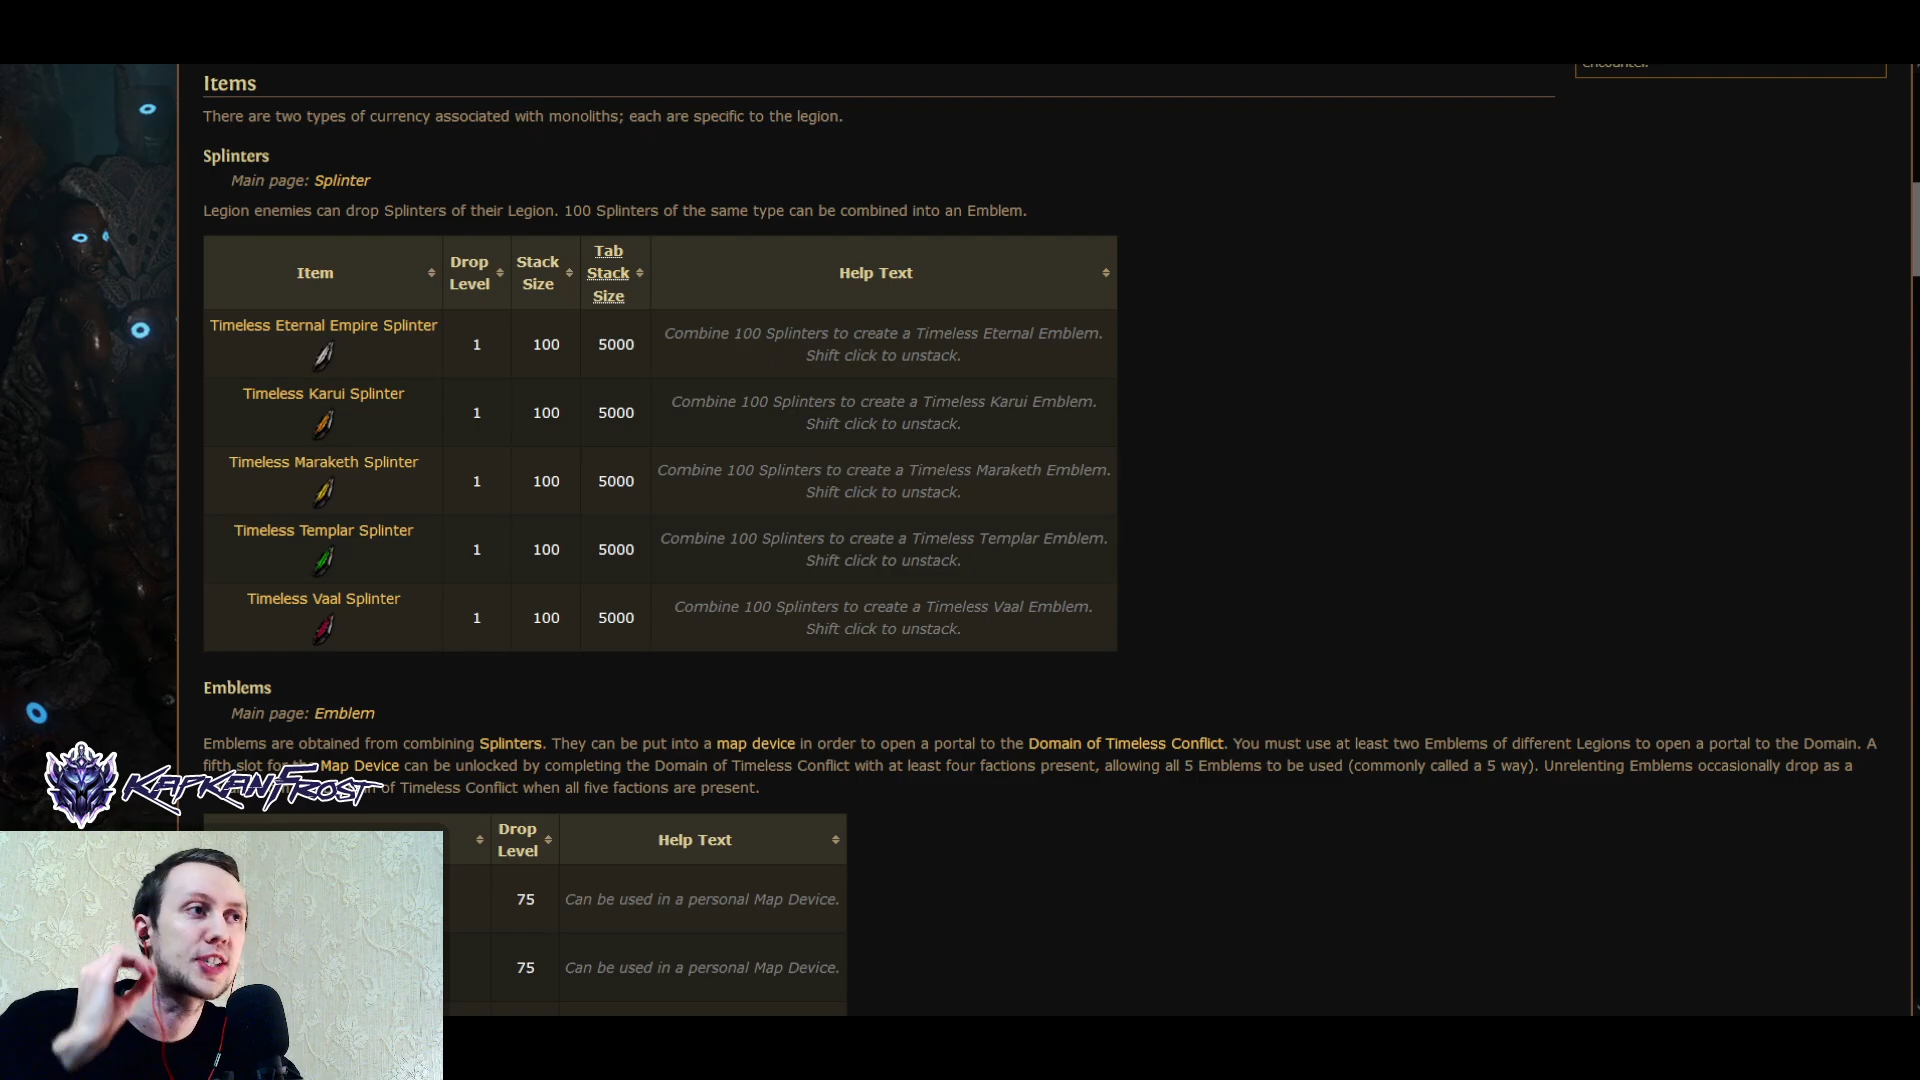 encounter.
Items
There are two types of currency associated with monoliths; each are specific to the legion.
Splinters
Main page: Splinter
Legion enemies can drop Splinters of their Legion. 100 Splinters of the same type can be combined into an Emblem.
Item
Drop
Level
Stack
Size
Tab
Stack
Size
Help Text
Timeless Eternal Empire Splinter
1
100
5000
Combine 100 Splinters to create a Timeless Eternal Emblem.
Shift click to unstack.
Timeless Karui Splinter
1
100
5000
Combine 100 Splinters to create a Timeless Karui Emblem.
Shift click to unstack.
Timeless Maraketh Splinter
1
100
5000
Combine 100 Splinters to create a Timeless Maraketh Emblem.
Shift click to unstack.
Timeless Templar Splinter
1
100
5000
Combine 100 Splinters to create a Timeless Templar Emblem.
Shift click to unstack.
Timeless Vaal Splinter
1
100
5000
Combine 100 Splinters to create a Timeless Vaal Emblem.
Shift click to unstack.
Emblems
Main page: Emblem
Emblems are obtained from combining Splinters. They can be put into a map device in order to open a portal to the Domain of Timeless Conflict. You must use at least two Emblems of different Legions to open a portal to the Domain. A
fifth slot for Map Device can be unlocked by completing the Domain of Timeless Conflict with at least four factions present, allowing all 5 Emblems to be used (commonly called a 5 way). Unrelenting Emblems occasionally drop as a
of Timeless Conflict when all five factions are present.
KAPKANFROST
Drop
Level
Help Text
75
Can be used in a personal Map Device.
75
Can be used in a personal Map Device.